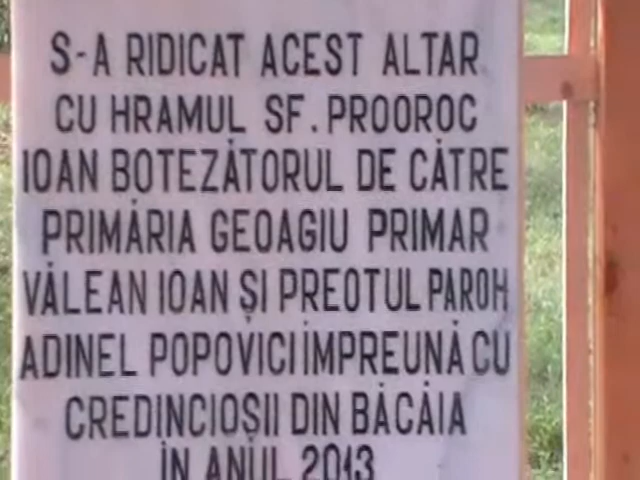 S-A RIDICAT ACEST ALTAR
CU HRAMUL SF. PROOROC
IOAN BOTEZĂTORUL DE CĂTRE
PRIMĂRIA GEOAGIU PRIMAR
VĂLEAN IOAN ȘI PREOTUL PAROH
ADINEL POPOVICI ÎMPREUNĂ CU
CREDINCIOȘII DIN BĂCĂIA
ÎN ANUL 2013